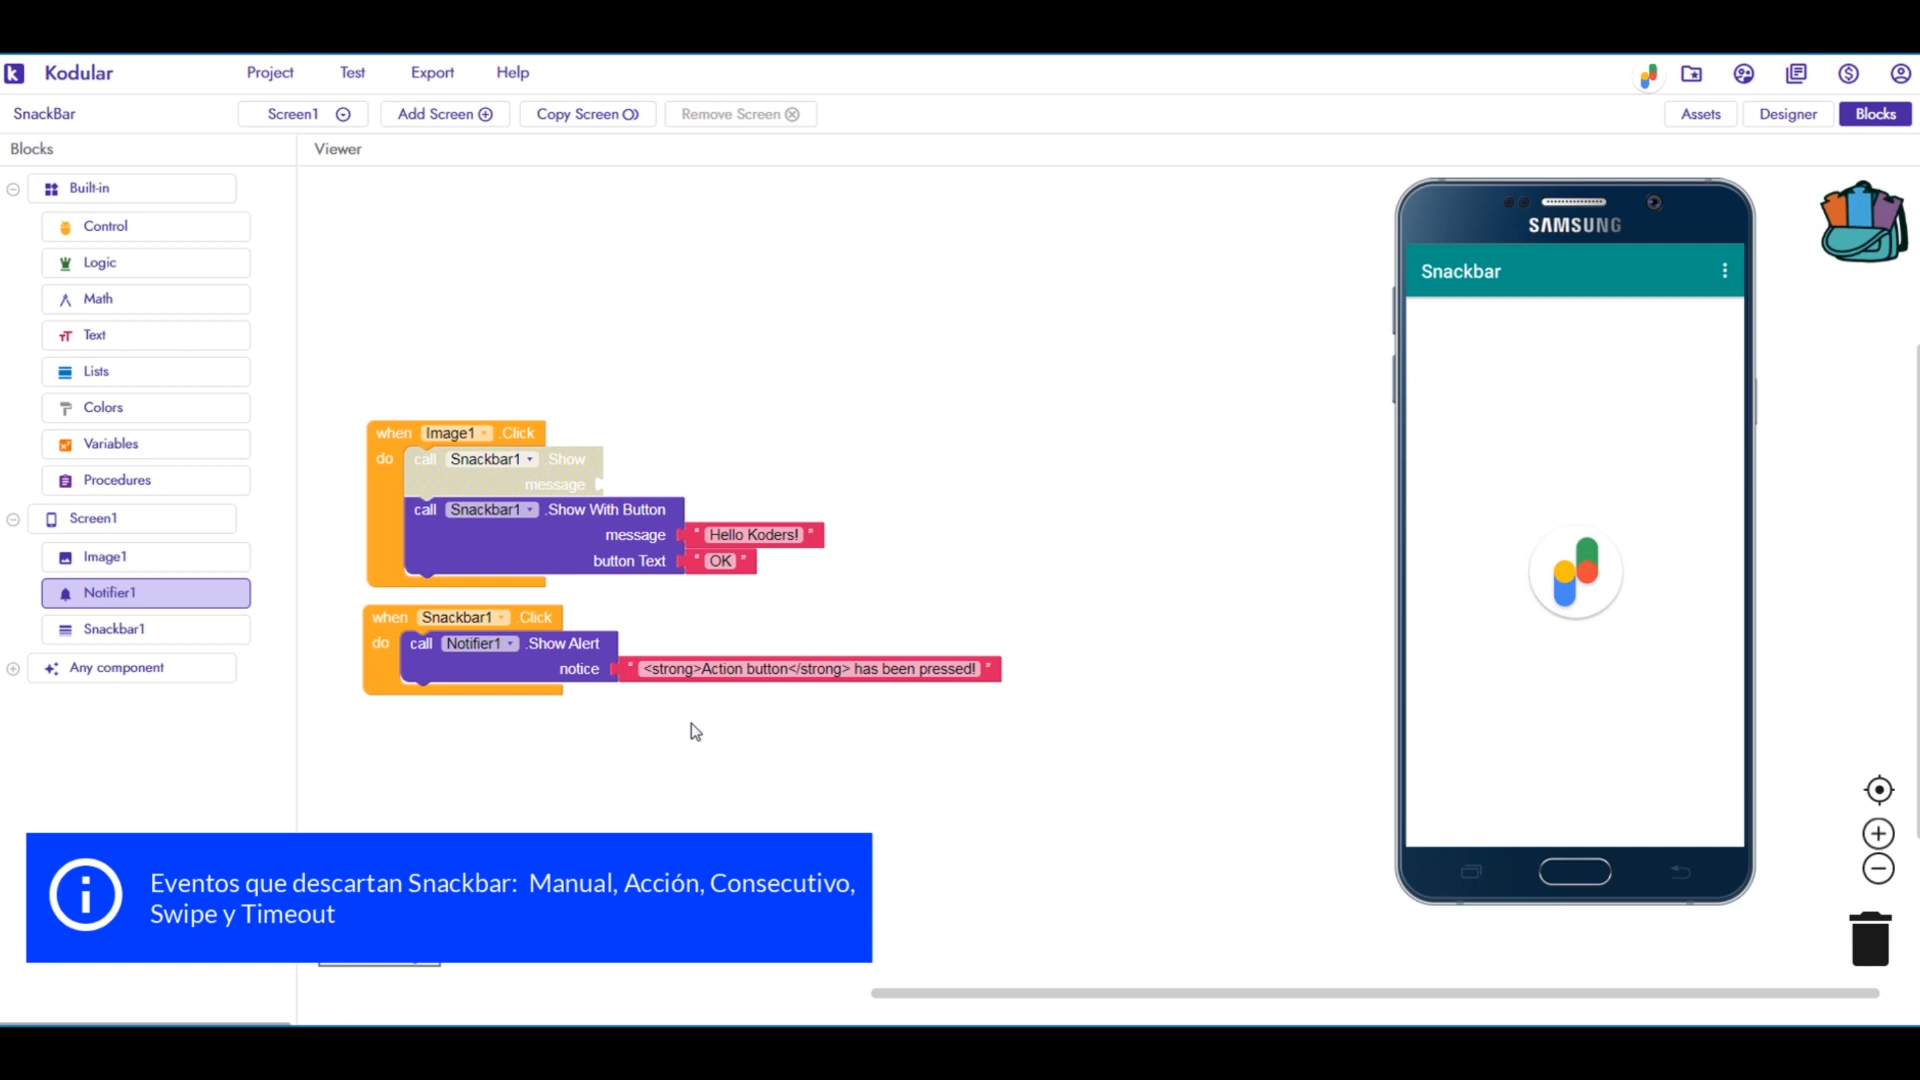 Kodular
Project
Test
Export
Help
SnackBar
Screen1
Add Screen
Copy Screen
Remove Screen
Assets
Designer
Blocks
Blocks
Viewer
Built-in
Control
Logic
Math
Text
Lists
Colors
Variables
Procedures
Screen1
Image1
Notifier1
Snackbar1
Any component
when Image1 .Click
do call Snackbar1 .Show
message
call Snackbar1 .Show With Button
message " Hello Koders! "
button Text " OK "
when Snackbar1 .Click
do call Notifier1 .Show Alert
notice " <strong>Action button</strong> has been pressed! "
SAMSUNG
Snackbar
Eventos que descartan Snackbar:  Manual, Acción, Consecutivo,
Swipe y Timeout